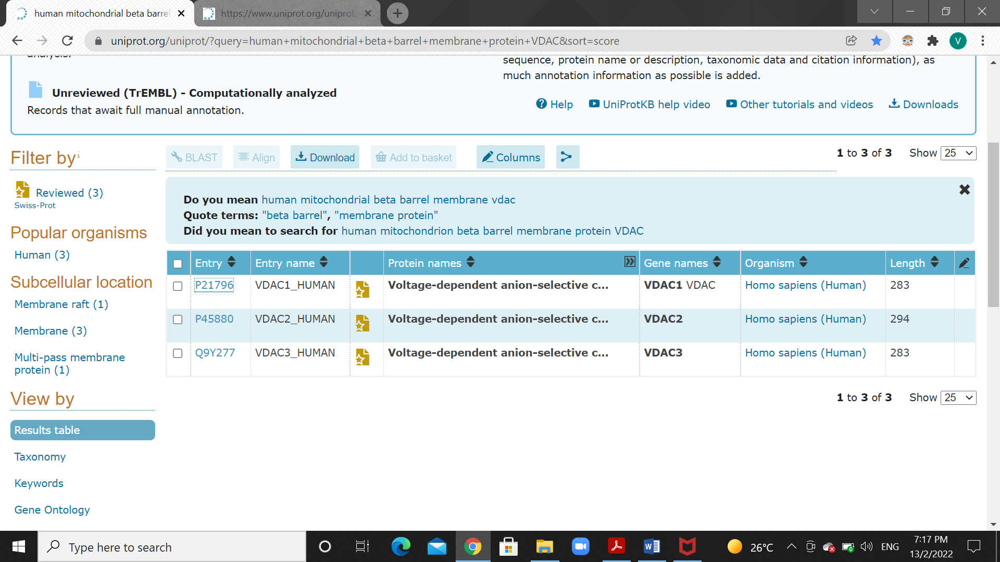 human mitochondrial beta barrel
https://www.uniprot.org/uniprot/
uniprot.org/uniprot/?query=human+mitochondrial+beta+barrel+membrane+protein+VDAC&sort=score
V
analysis.
sequence, protein name or description, taxonomic data and citation information), as
much annotation information as possible is added.
Unreviewed (TrEMBL) - Computationally analyzed
Records that await full manual annotation.
Help UniProtKB help video Other tutorials and videos Downloads
Filter by i
BLAST Align Download Add to basket Columns
1 to 3 of 3 Show 25
Reviewed (3)
Swiss-Prot
Do you mean human mitochondrial beta barrel membrane vdac
Quote terms: "beta barrel", "membrane protein"
Did you mean to search for human mitochondrion beta barrel membrane protein VDAC
Popular organisms
Human (3)
Subcellular location
Membrane raft (1)
Membrane (3)
Multi-pass membrane
protein (1)
View by
Results table
Taxonomy
Keywords
Gene Ontology
Entry Entry name Protein names Gene names Organism Length
P21796 VDAC1_HUMAN Voltage-dependent anion-selective c... VDAC1 VDAC Homo sapiens (Human) 283
P45880 VDAC2_HUMAN Voltage-dependent anion-selective c... VDAC2 Homo sapiens (Human) 294
Q9Y277 VDAC3_HUMAN Voltage-dependent anion-selective c... VDAC3 Homo sapiens (Human) 283
1 to 3 of 3 Show 25
Type here to search
26°C
ENG
7:17 PM
13/2/2022